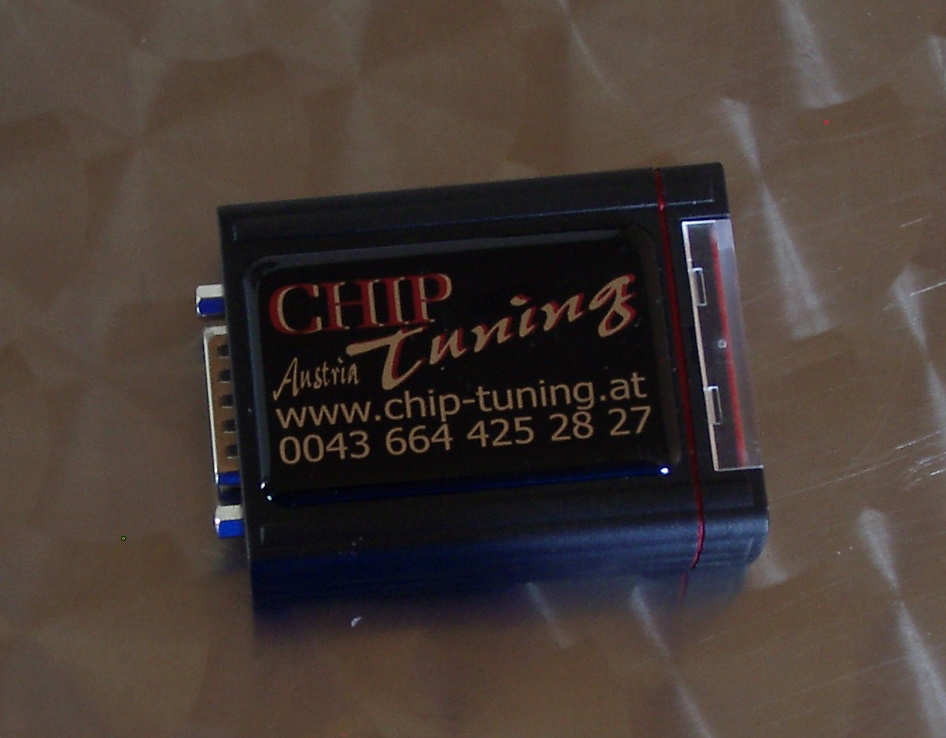 CHIP
Tuning
Austria
www.chip-tuning.at
0043 664 425 28 27